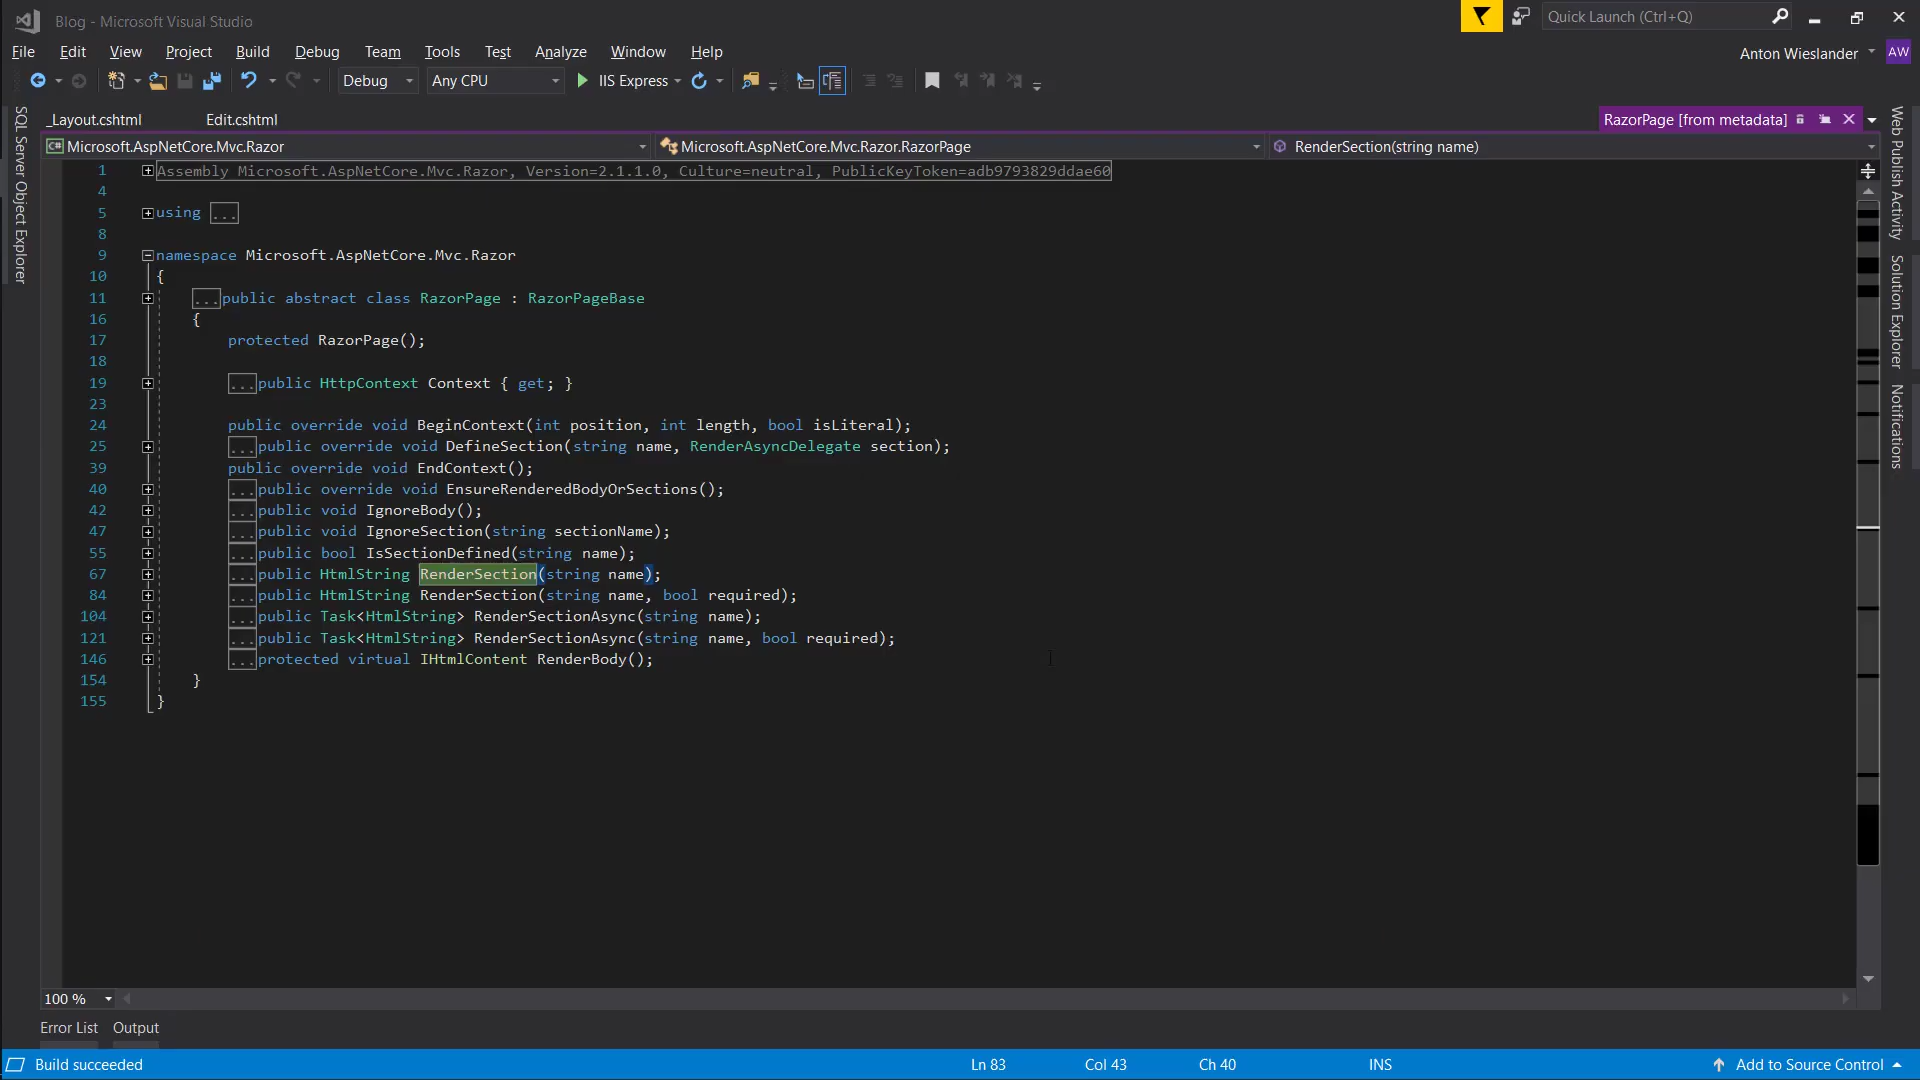 Blog - Microsoft Visual Studio
Quick Launch (Ctrl+Q)
File Edit View Project Build Debug Team Tools Test Analyze Window Help
Anton Wieslander AW
Debug Any CPU IIS Express
_Layout.cshtml Edit.cshtml RazorPage [from metadata]
Microsoft.AspNetCore.Mvc.Razor Microsoft.AspNetCore.Mvc.Razor.RazorPage RenderSection(string name)
SQL Server Object Explorer
1 Assembly Microsoft.AspNetCore.Mvc.Razor, Version=2.1.1.0, Culture=neutral, PublicKeyToken=adb9793829ddae60
4
5 using ...
8
9 namespace Microsoft.AspNetCore.Mvc.Razor
10 {
11 ...public abstract class RazorPage : RazorPageBase
16 {
17 protected RazorPage();
18
19 ...public HttpContext Context { get; }
23
24 public override void BeginContext(int position, int length, bool isLiteral);
25 ...public override void DefineSection(string name, RenderAsyncDelegate section);
39 public override void EndContext();
40 ...public override void EnsureRenderedBodyOrSections();
42 ...public void IgnoreBody();
47 ...public void IgnoreSection(string sectionName);
55 ...public bool IsSectionDefined(string name);
67 ...public HtmlString RenderSection(string name);
84 ...public HtmlString RenderSection(string name, bool required);
104 ...public Task<HtmlString> RenderSectionAsync(string name);
121 ...public Task<HtmlString> RenderSectionAsync(string name, bool required);
146 ...protected virtual IHtmlContent RenderBody();
154 }
155 }
Web Publish Activity
Solution Explorer
Notifications
100 %
Error List Output
Build succeeded Ln 83 Col 43 Ch 40 INS Add to Source Control